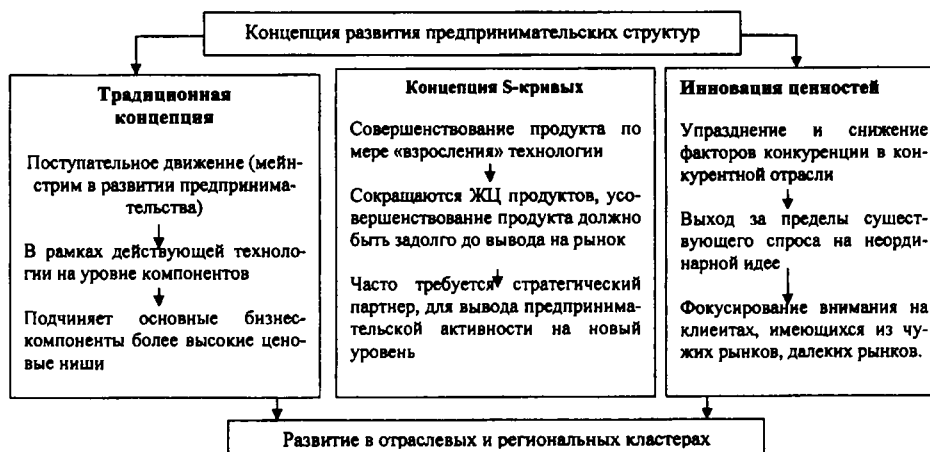 Концепция развития предпринимательских структур
Традиционная
концепция
Поступательное движение (мейн-
стрим в развитии предпринима-
тельства)
В рамках действующей техноло-
гии на уровне компонентов
Подчиняет основные бизнес-
компоненты более высокие цено-
вые ниши
Концепция S-кривых
Совершенствование продукта по
мере «взросления» технологии
Сокращаются ЖЦ продуктов, усо-
вершенствование продукта должно
быть задолго до вывода на рынок
Часто требуется стратегический
партнер, для вывода предпринима-
тельской активности на новый
уровень
Инновация ценностей
Упразднение и снижение
факторов конкуренции в кон-
курентной отрасли
Выход за пределы сущест-
вующего спроса на неорди-
нарной идее
Фокусирование внимания на
клиентах, имеющихся из чу-
жих рынков, далеких рынков.
Развитие в отраслевых и региональных кластерах